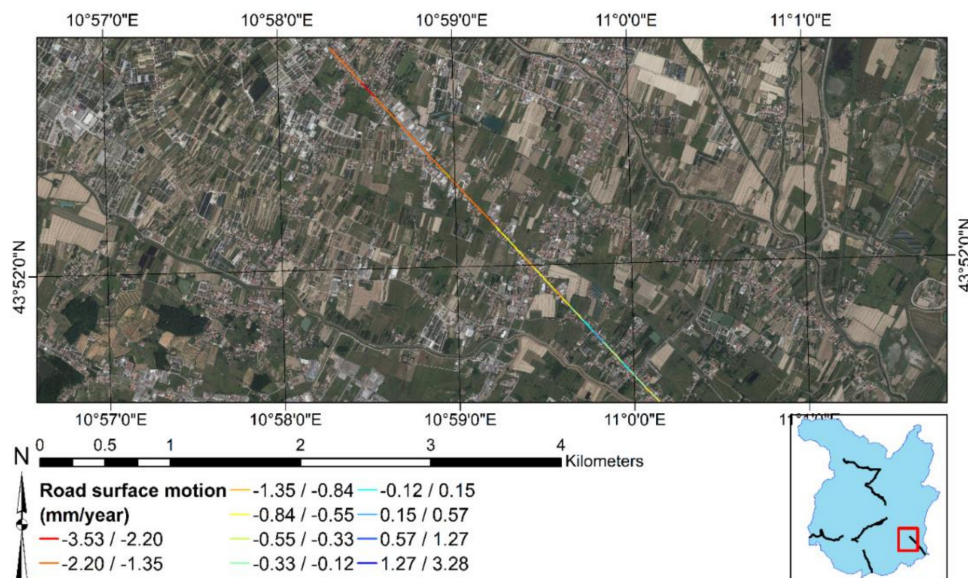 10°57'0"E 10°58'0"E 10°59'0"E 11°0'0"E 11°1'0"E
43°52'0"N
43°52'0"N
10°57'0"E 10°58'0"E 10°59'0"E 11°0'0"E 11°1'0"E
0 0.5 1 2 3 4
Kilometers
N
Road surface motion
(mm/year)
-3.53 / -2.20
-2.20 / -1.35
-1.35 / -0.84
-0.84 / -0.55
-0.55 / -0.33
-0.33 / -0.12
-0.12 / 0.15
0.15 / 0.57
0.57 / 1.27
1.27 / 3.28